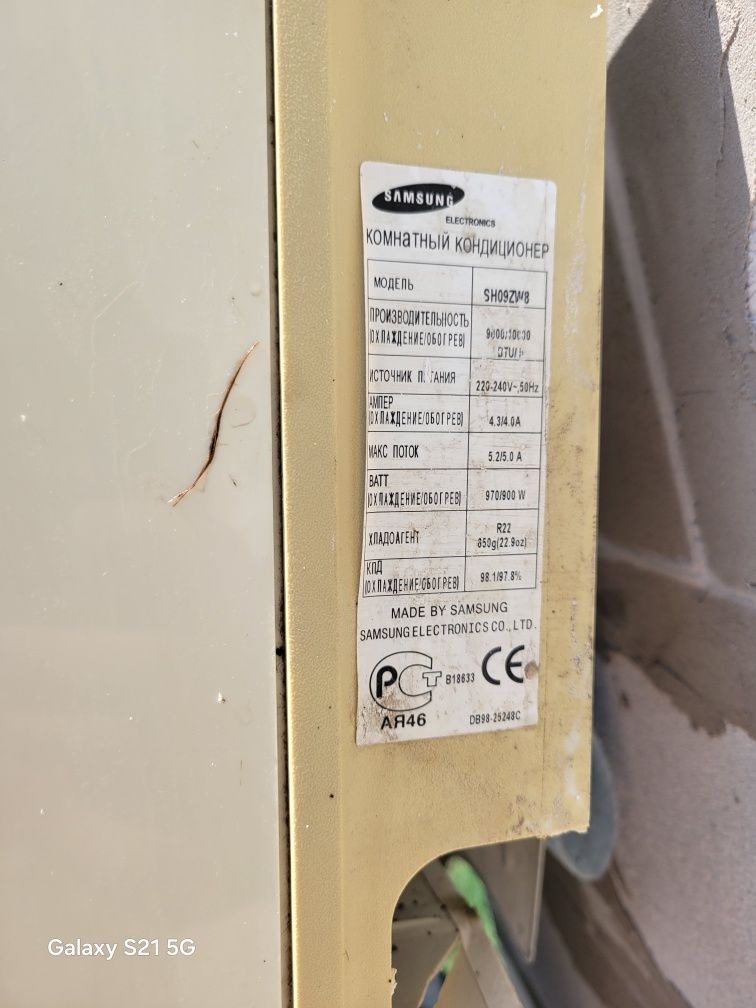 SAMSUNG
ELECTRONICS
КОМНАТНЫЙ КОНДИЦИОНЕР
МОДЕЛЬ SH09ZW8
ПРОИЗВОДИТЕЛЬНОСТЬ
(ОХЛАЖДЕНИЕ/ОБОГРЕВ) 9000/10000
BTU/H
ИСТОЧНИК П ТАНИЯ 220-240V~,50Hz
АМПЕР
(ОХЛАЖДЕНИЕ/ОБОГРЕВ) 4.3/4.0A
МАКС ПОТОК 5.2/5.0 A
ВАТТ
(ОХЛАЖДЕНИЕ/ОБОГРЕВ) 970/900 W
ХЛАДОАГЕНТ R22
850g(22.9oz)
КПД
(ОХЛАЖДЕНИЕ/ОБОГРЕВ) 98.1/97.8%
MADE BY SAMSUNG
SAMSUNG ELECTRONICS CO., LTD.
РСТ B18633 CE
АЯ46 DB98-25248C
Galaxy S21 5G